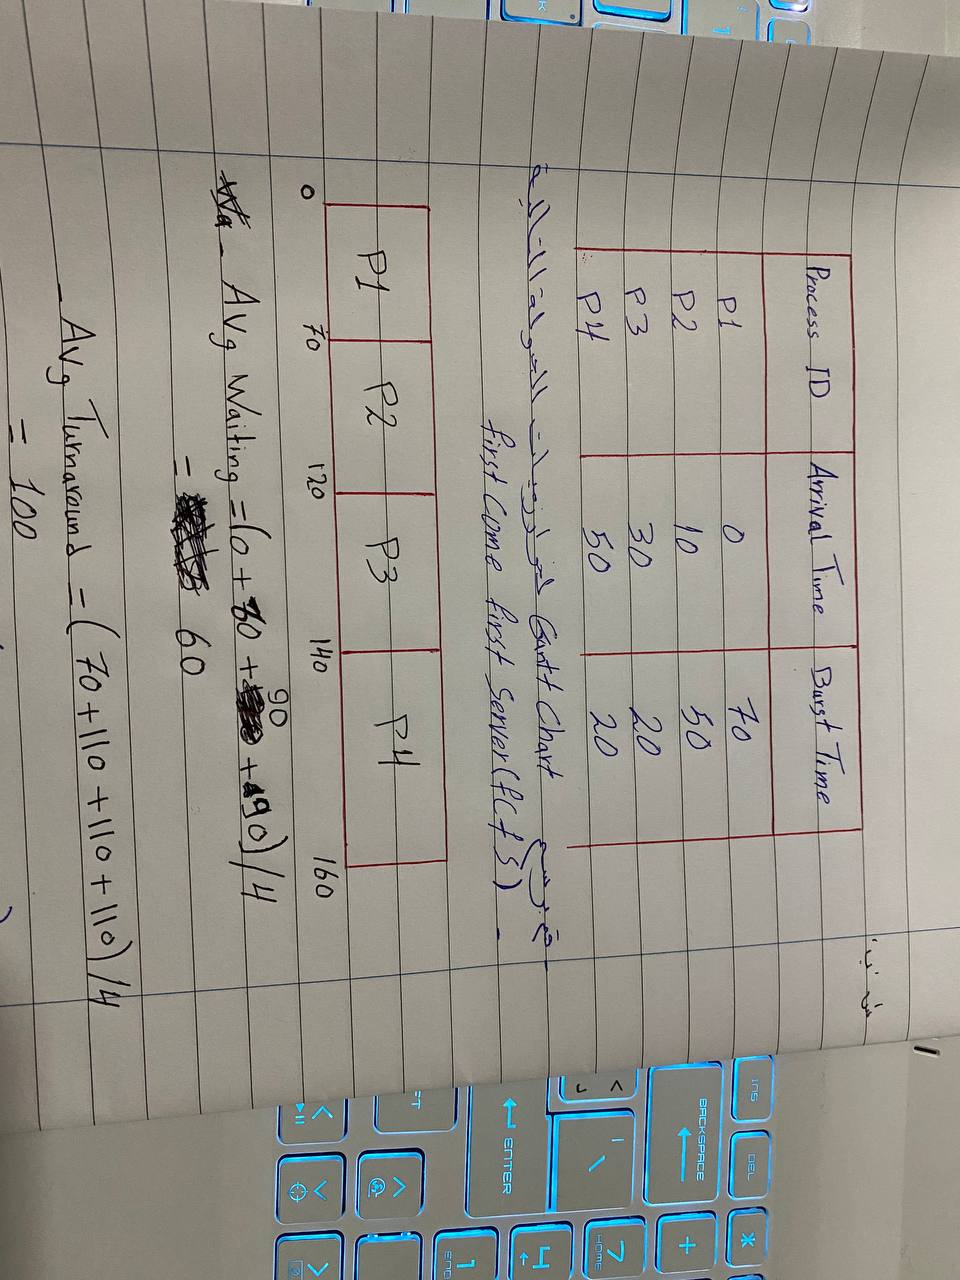 س ب.
Process ID Arrival Time Burst Time
P1 0 70
P2 10 50
P3 30 20
P4 50 20
قم برسم Gantt Chart لخوارزميات الجدولة التالية
first Come first Server (fCfS) -
P1 P2 P3 P4
0 70 120 140 160
- Avg Waiting = (0 + 60 + 90 + 90) / 4
= 60
- Avg Turnaround = ( 70 + 110 + 110 + 110 ) / 4
= 100
INS DEL *
BACKSPACE +
7
HOME
4
ENTER
1
END